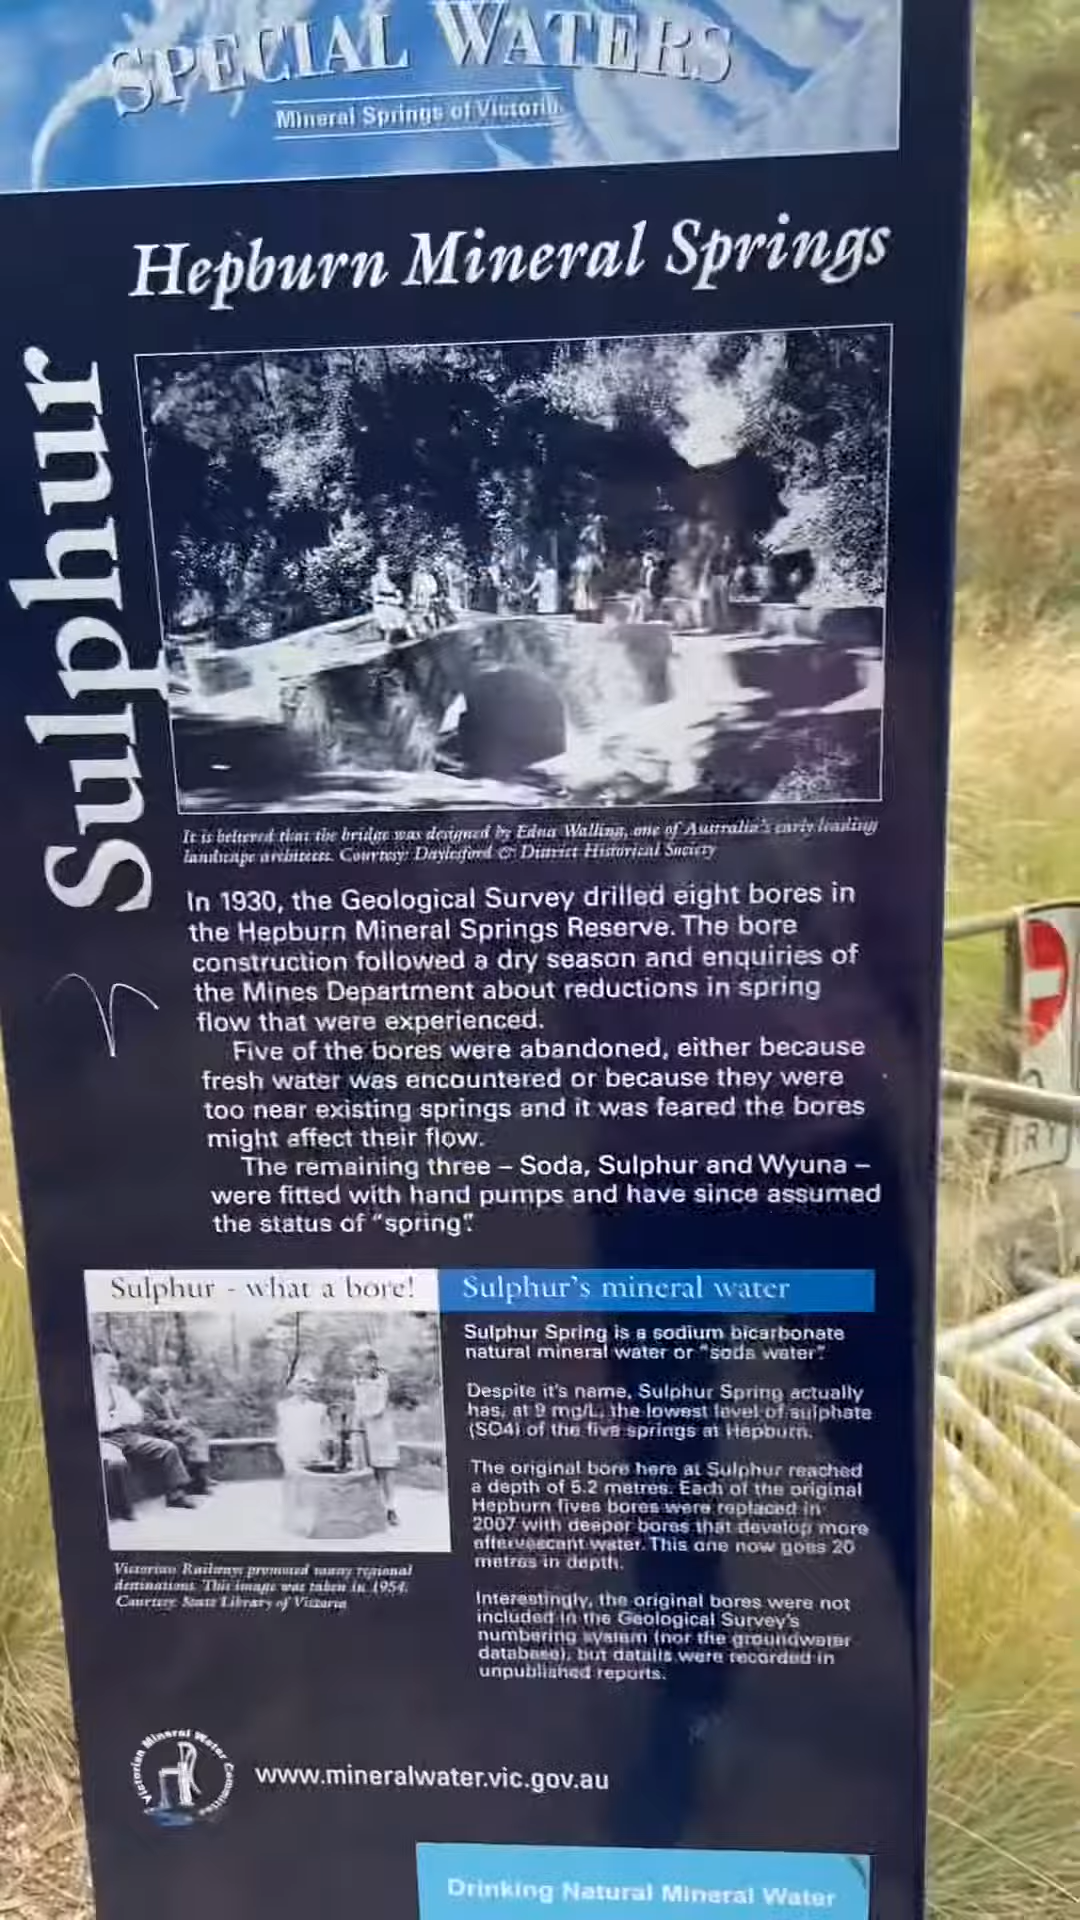 SPECIAL WATERS
Mineral Springs of Victoria
Hepburn Mineral Springs
Sulphur
It is believed that the bridge was designed by Edna Walling, one of Australia's early leading
landscape architects. Courtesy: Daylesford & District Historical Society
In 1930, the Geological Survey drilled eight bores in
the Hepburn Mineral Springs Reserve. The bore
construction followed a dry season and enquiries of
the Mines Department about reductions in spring
flow that were experienced.
Five of the bores were abandoned, either because
fresh water was encountered or because they were
too near existing springs and it was feared the bores
might affect their flow.
The remaining three – Soda, Sulphur and Wyuna –
were fitted with hand pumps and have since assumed
the status of “spring”.
Sulphur - what a bore!
Victorian Railways promoted many regional
destinations. This image was taken in 1954.
Courtesy: State Library of Victoria
Sulphur's mineral water
Sulphur Spring is a sodium bicarbonate
natural mineral water or “soda water”.
Despite it's name, Sulphur Spring actually
has, at 9 mg/L, the lowest level of sulphate
(SO4) of the five springs at Hepburn.
The original bore here at Sulphur reached
a depth of 5.2 metres. Each of the original
Hepburn fives bores were replaced in
2007 with deeper bores that develop more
effervescent water. This one now goes 20
metres in depth.
Interestingly, the original bores were not
included in the Geological Survey's
numbering system (nor the groundwater
database), but details were recorded in
unpublished reports.
Victorian Mineral Water Committee
www.mineralwater.vic.gov.au
Drinking Natural Mineral Water